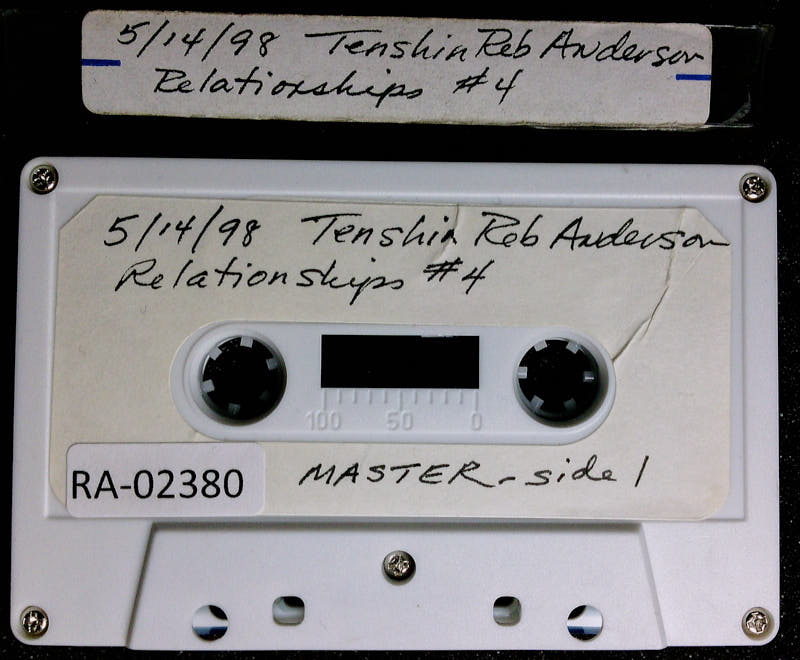 5/14/98 Tenshin Reb Anderson
Relationships #4
5/14/98 Tenshin Reb Anderson
Relationships #4
100 50 0
RA-02380
MASTER - side 1